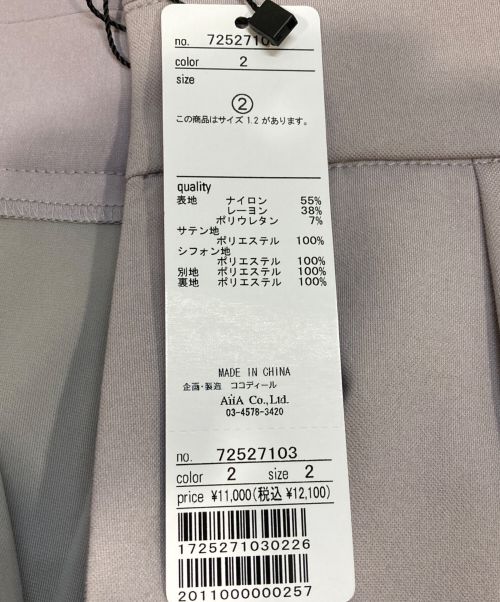 no. 72527103
color 2
size
②
この商品はサイズ 1.2 があります。
quality
表地 ナイロン 55%
レーヨン 38%
ポリウレタン 7%
サテン地
ポリエステル 100%
シフォン地
ポリエステル 100%
別地 ポリエステル 100%
裏地 ポリエステル 100%
MADE IN CHINA
企画・製造 ココディール
AiiA Co.,Ltd.
03-4578-3420
no. 72527103
color 2 size 2
price ¥11,000(税込 ¥12,100)
1725271030226
2011000000257